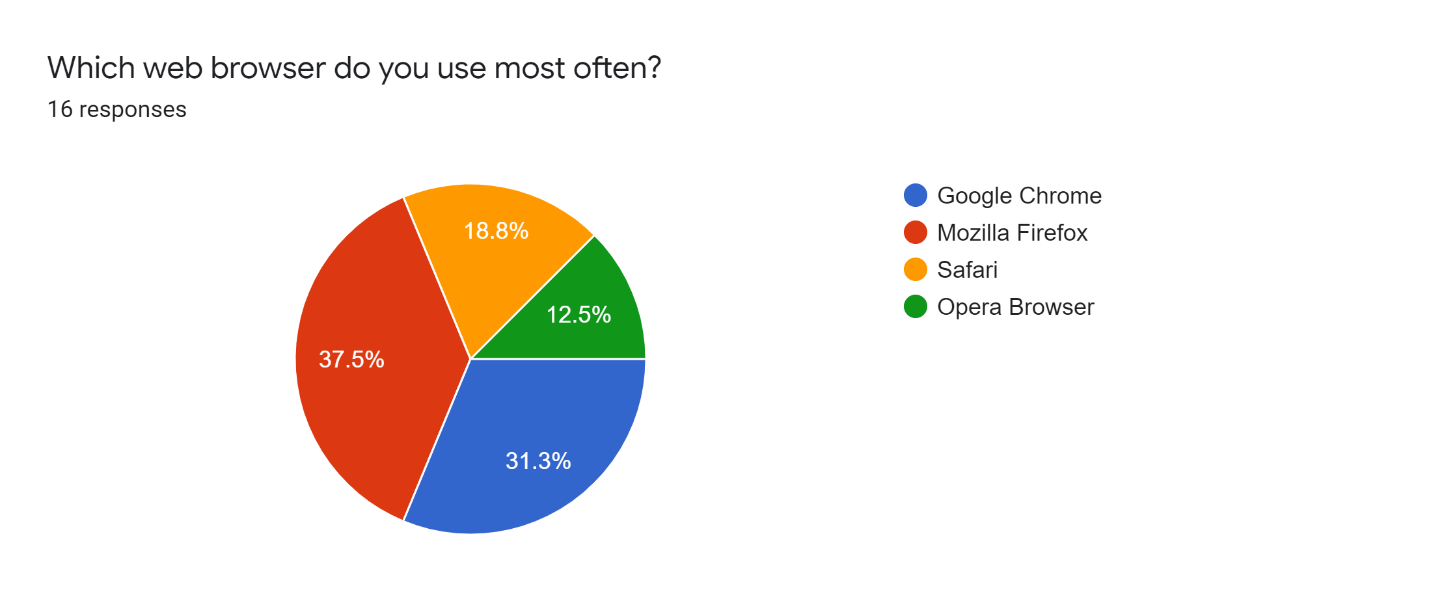 Which web browser do you use most often?
16 responses
18.8%
12.5%
37.5%
31.3%
Google Chrome
Mozilla Firefox
Safari
Opera Browser